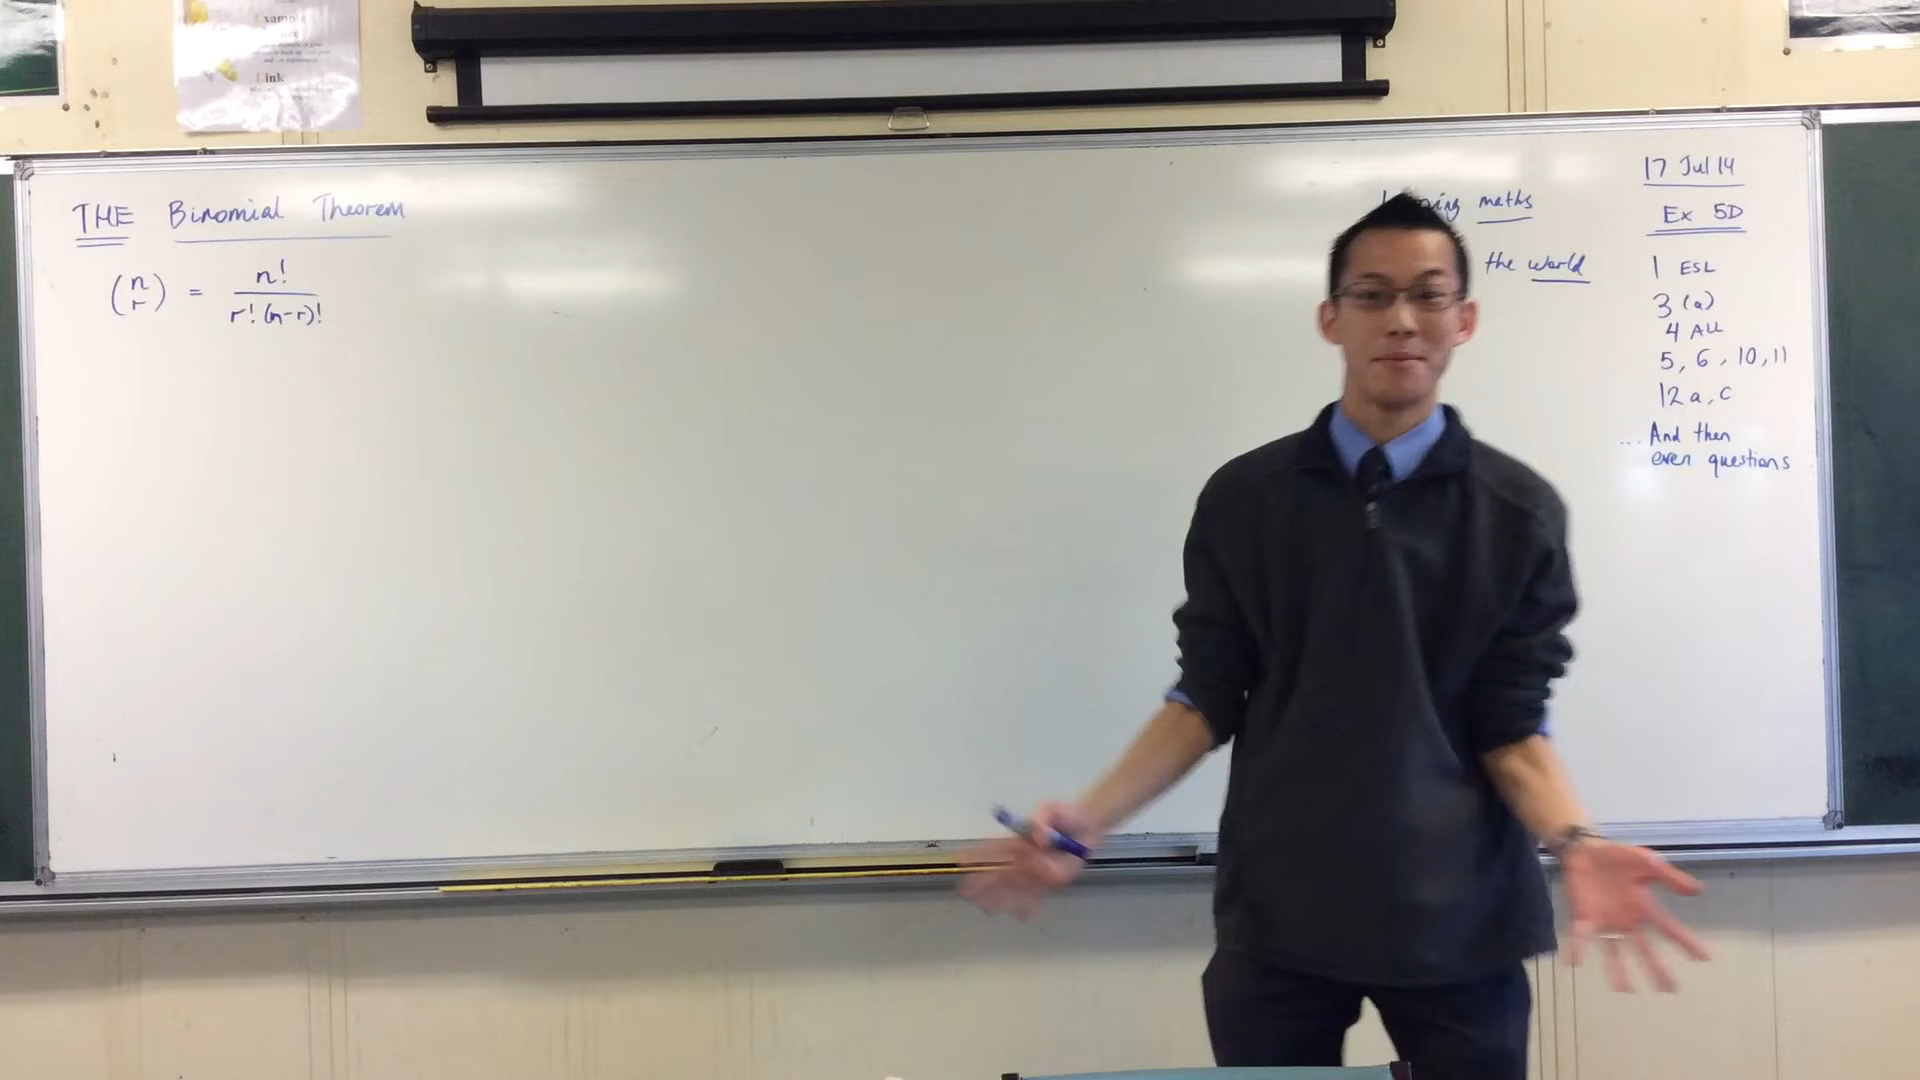 THE Binomial Theorem
(n r) = n! / r! (n-r)!
maths
the world
17 Jul 14
Ex 5D
1 ESL
3 (a)
4 ALL
5, 6, 10, 11
12 a, c
... And then
even questions
ink